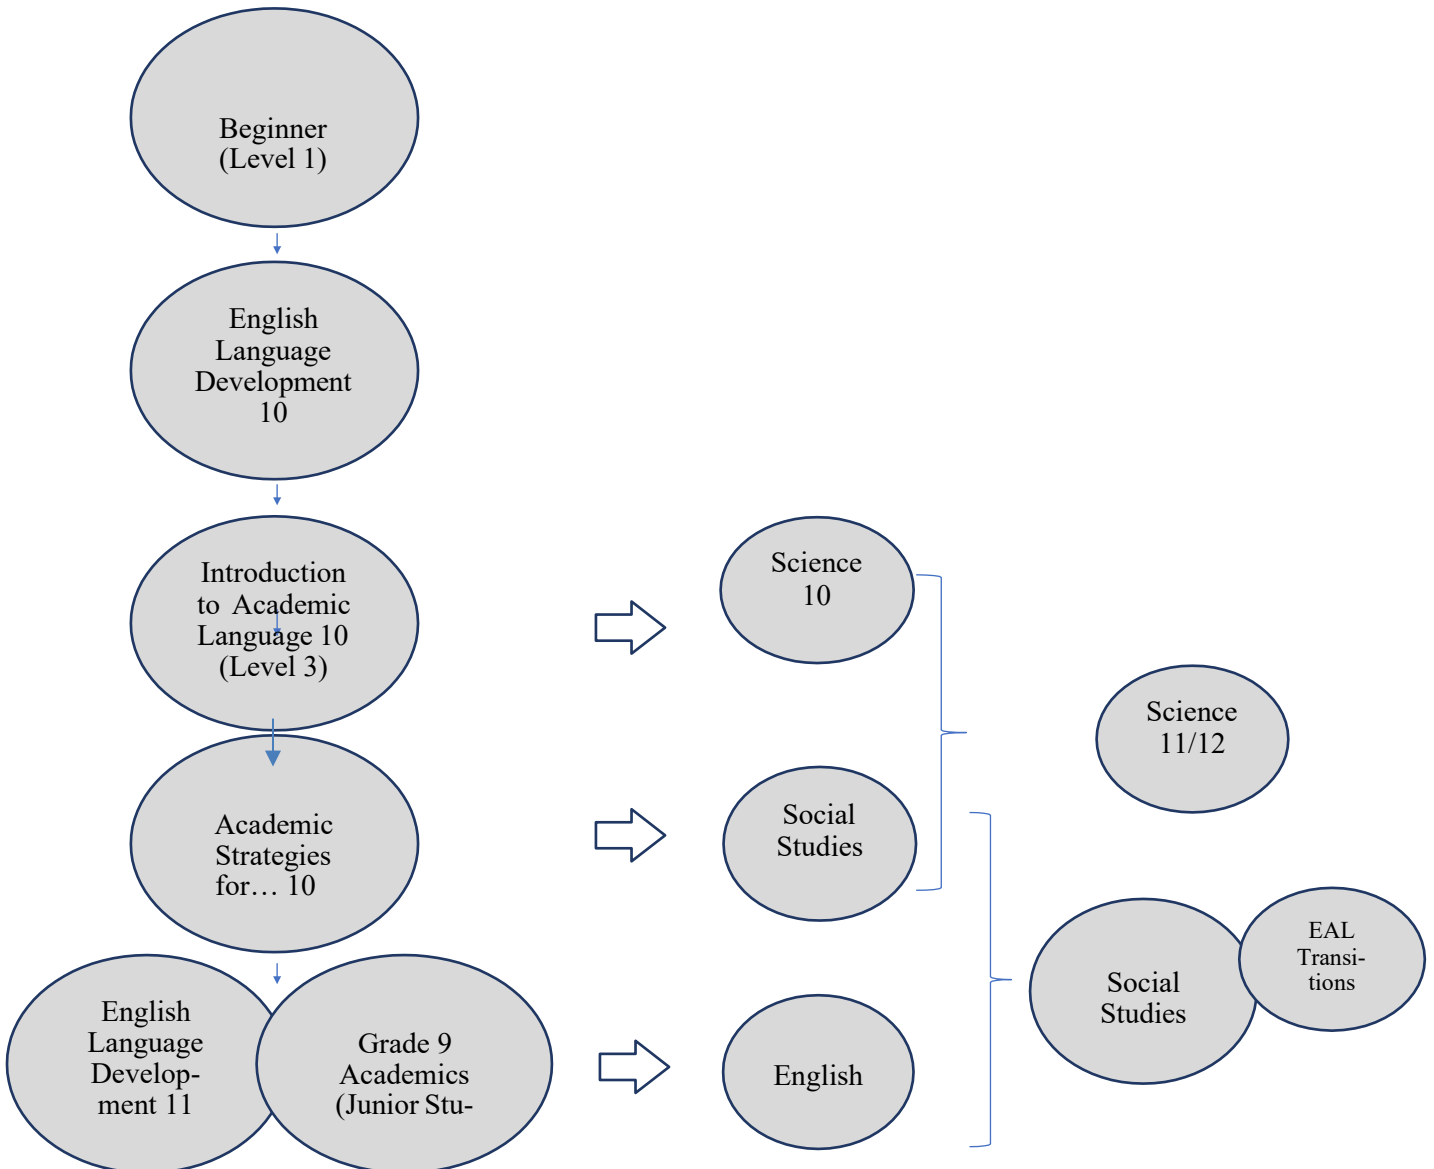 Beginner
(Level 1)
English
Language
Development
10
Introduction
to Academic
Language 10
(Level 3)
Academic
Strategies
for… 10
English
Language
Develop-
ment 11
Grade 9
Academics
(Junior Stu-
Science
10
Social
Studies
English
Science
11/12
Social
Studies
EAL
Transi-
tions